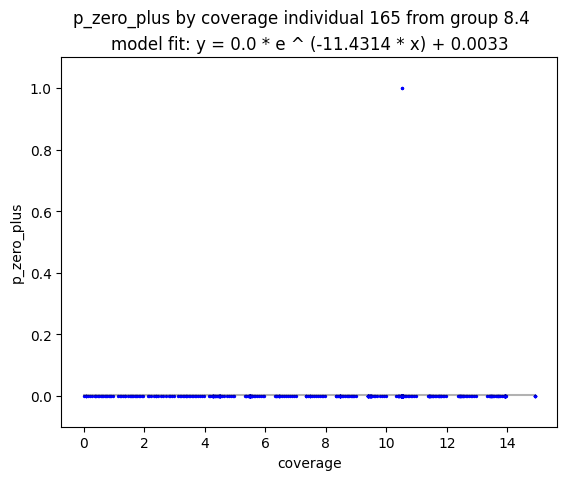 p_zero_plus by coverage individual 165 from group 8.4
model fit: y = 0.0 * e ^ (-11.4314 * x) + 0.0033
1.0
0.8
0.6
0.4
0.2
0.0
p_zero_plus
0 2 4 6 8 10 12 14
coverage